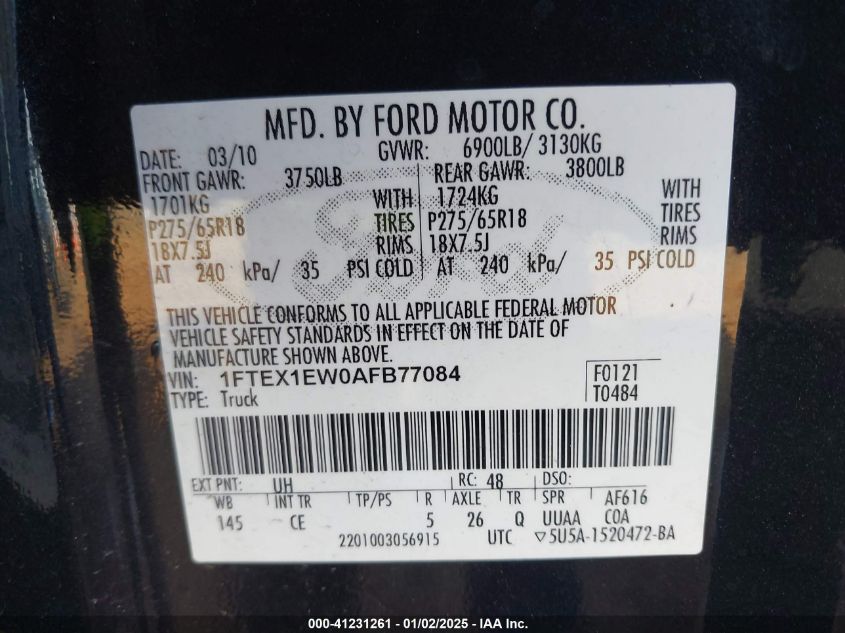 MFD. BY FORD MOTOR CO.
DATE: 03/10 GVWR: 6900LB/ 3130KG
FRONT GAWR: 3750LB REAR GAWR: 3800LB
1701KG WITH 1724KG WITH
P275/65R18 TIRES P275/65R18 TIRES
18X7.5J RIMS 18X7.5J RIMS
AT 240 kPa/ 35 PSI COLD AT 240 kPa/ 35 PSI COLD
Ford
THIS VEHICLE CONFORMS TO ALL APPLICABLE FEDERAL MOTOR
VEHICLE SAFETY STANDARDS IN EFFECT ON THE DATE OF
MANUFACTURE SHOWN ABOVE.
VIN: 1FTEX1EW0AFB77084 F0121
TYPE: Truck T0484
EXT PNT: UH RC: 48 DSO:
WB INT TR TP/PS R AXLE TR SPR AF616
145 CE 5 26 Q UUAA COA
2201003056915 UTC ▽5U5A-1520472-BA
000-41231261 - 01/02/2025 - IAA Inc.